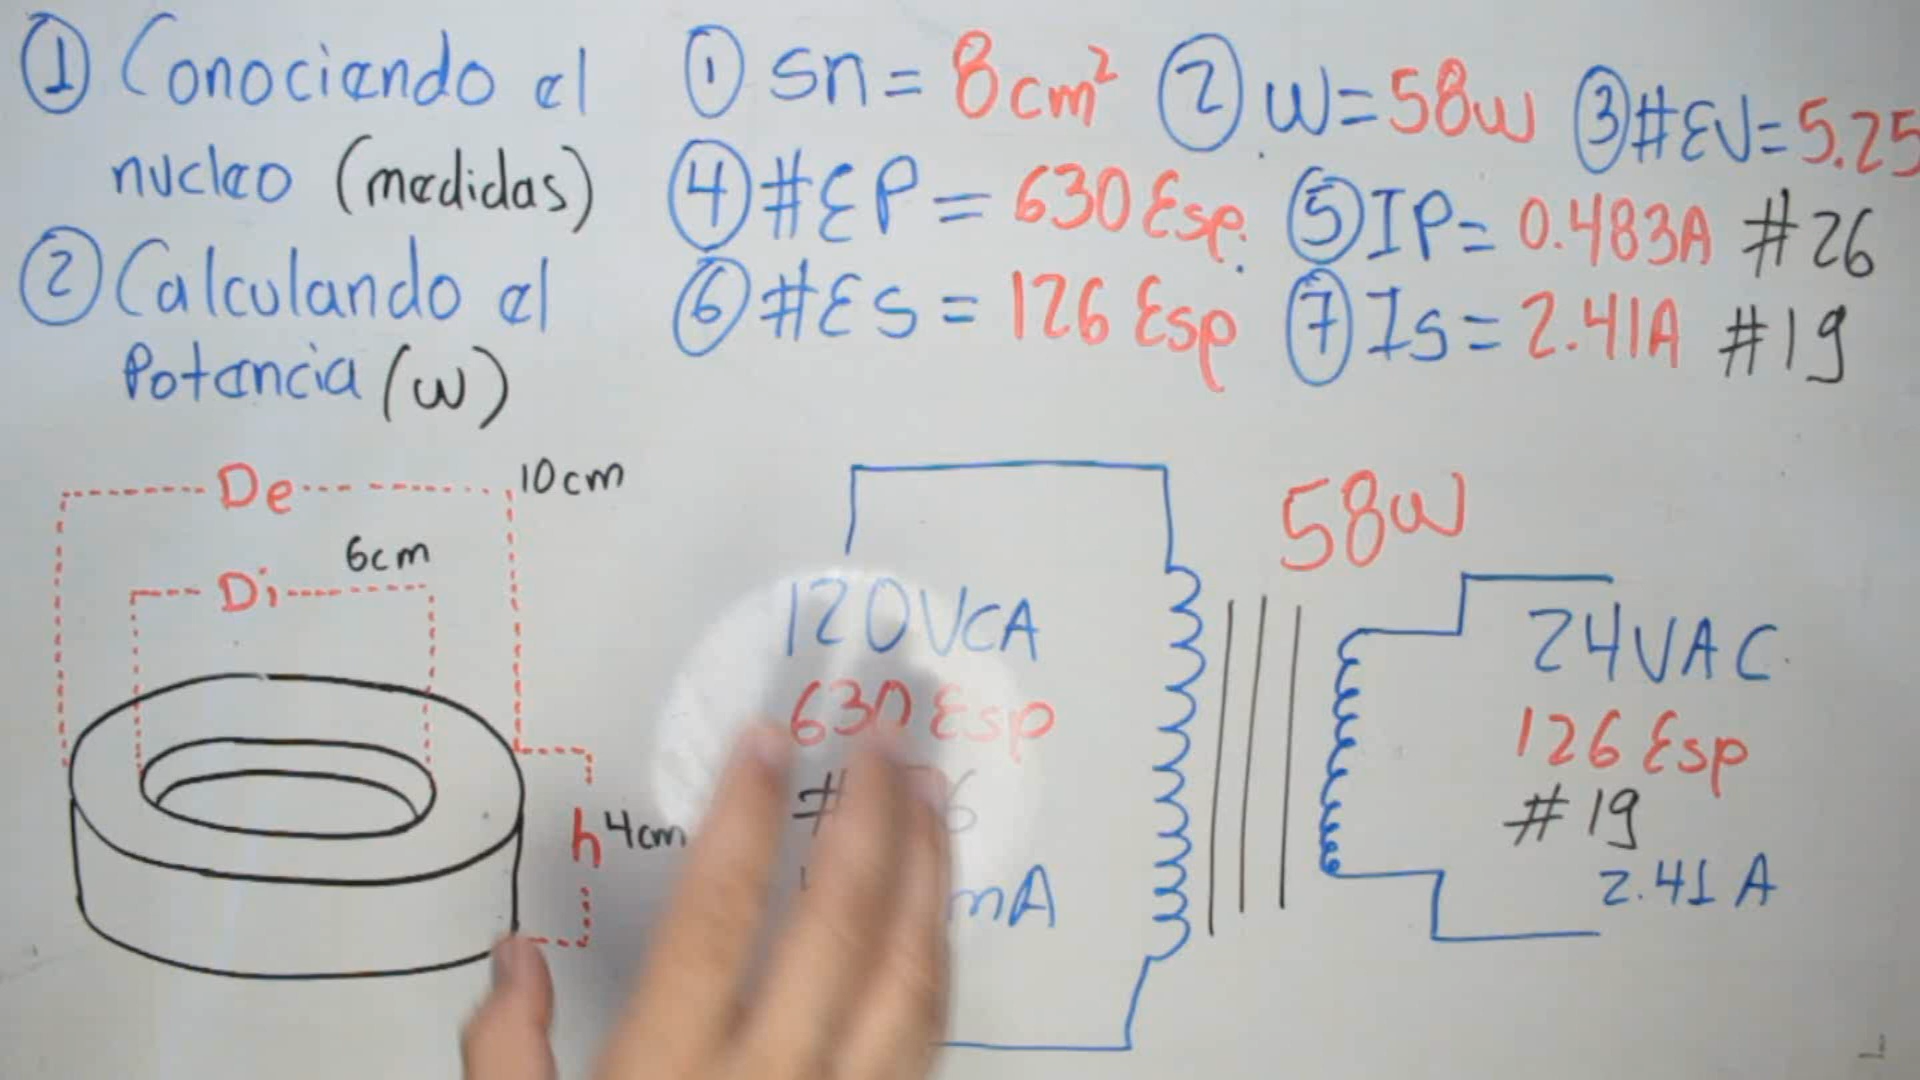 ① Conociendo el
nucleo (medidas)
② Calculando el
Potencia (w)
① Sn = 8cm²
② W=58w
③ #EV=5.25
④ #EP = 630 Esp.
⑤ IP= 0.483A #26
⑥ #ES = 126 Esp
⑦ Is = 2.41A #19
De
10cm
6cm
Di
h 4cm
120VCA
630 Esp
mA
58w
24VAC
126 Esp
#19
2.41 A